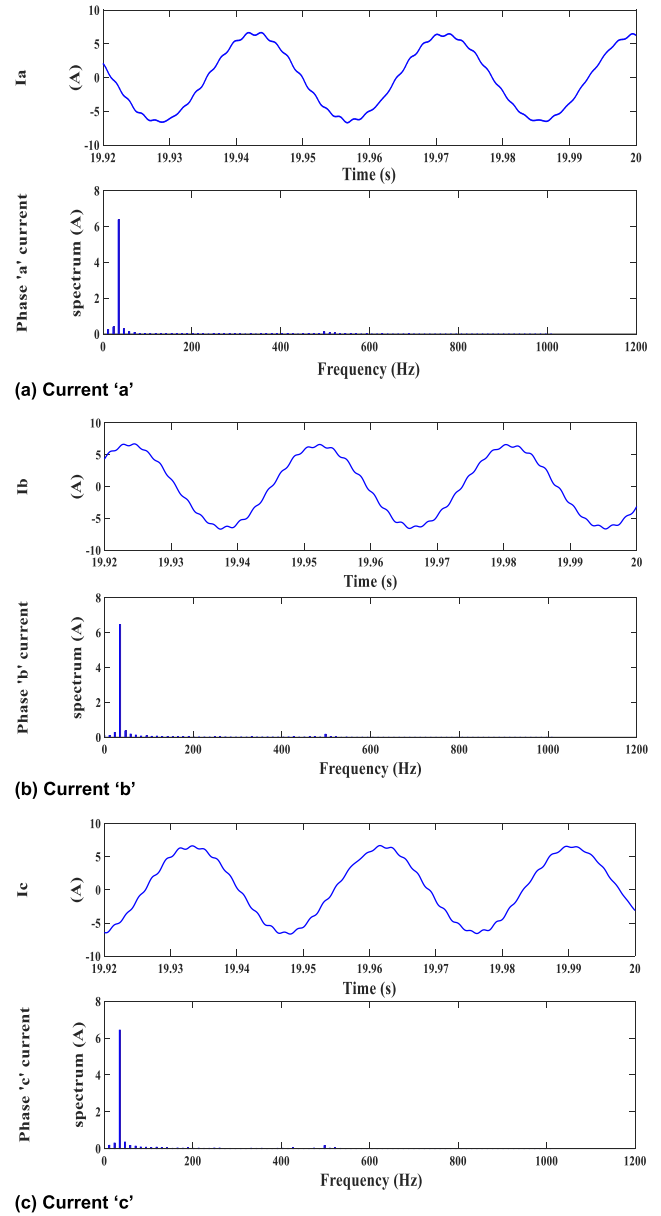 Ia
(A)
10
5
0
-5
-10
19.92 19.93 19.94 19.95 19.96 19.97 19.98 19.99 20
Time (s)
Phase 'a' current
spectrum (A)
8
6
4
2
0
0 200 400 600 800 1000 1200
Frequency (Hz)
(a) Current ‘a’
Ib
(A)
10
5
0
-5
-10
19.92 19.93 19.94 19.95 19.96 19.97 19.98 19.99 20
Time (s)
Phase 'b' current
spectrum (A)
8
6
4
2
0
0 200 400 600 800 1000 1200
Frequency (Hz)
(b) Current ‘b’
Ic
(A)
10
5
0
-5
-10
19.92 19.93 19.94 19.95 19.96 19.97 19.98 19.99 20
Time (s)
Phase 'c' current
spectrum (A)
8
6
4
2
0
0 200 400 600 800 1000 1200
Frequency (Hz)
(c) Current ‘c’